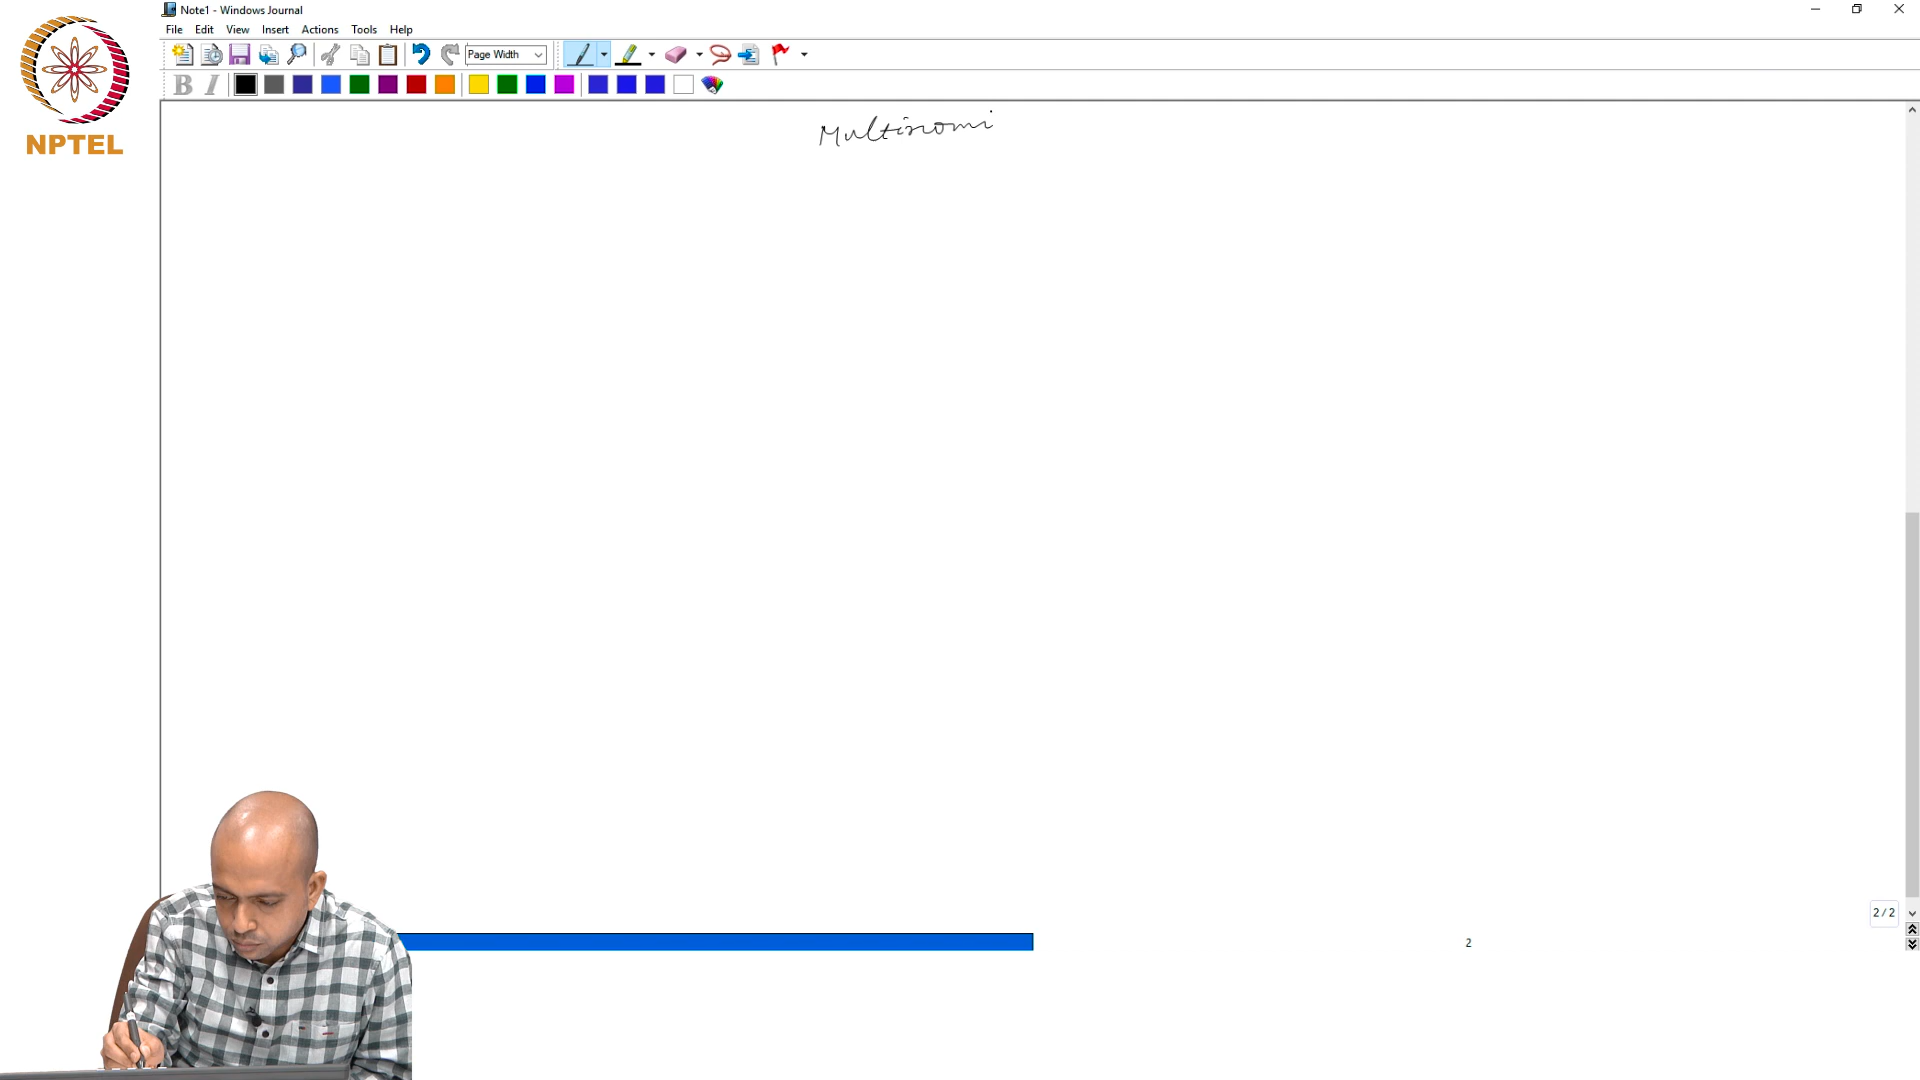 Note1 - Windows Journal
File Edit View Insert Actions Tools Help
Page Width
B I
NPTEL
Multinomi
2 / 2
2